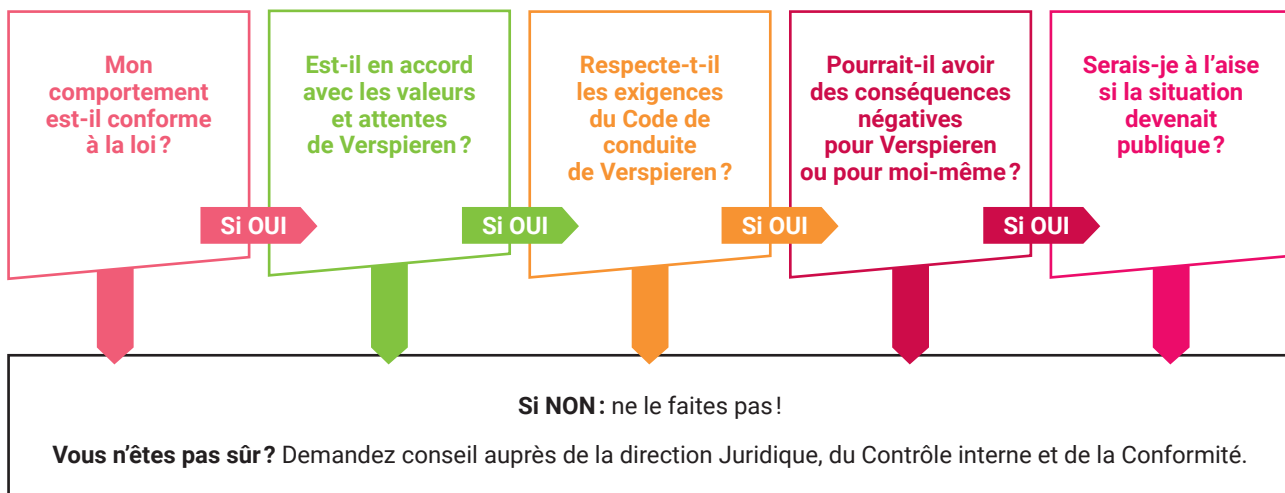 Mon
comportement
est-il conforme
à la loi ?
Si OUI
Est-il en accord
avec les valeurs
et attentes
de Verspieren ?
Si OUI
Respecte-t-il
les exigences
du Code de
conduite
de Verspieren ?
Si OUI
Pourrait-il avoir
des conséquences
négatives
pour Verspieren
ou pour moi-même ?
Si OUI
Serais-je à l’aise
si la situation
devenait
publique ?
Si NON : ne le faites pas !
Vous n’êtes pas sûr ? Demandez conseil auprès de la direction Juridique, du Contrôle interne et de la Conformité.